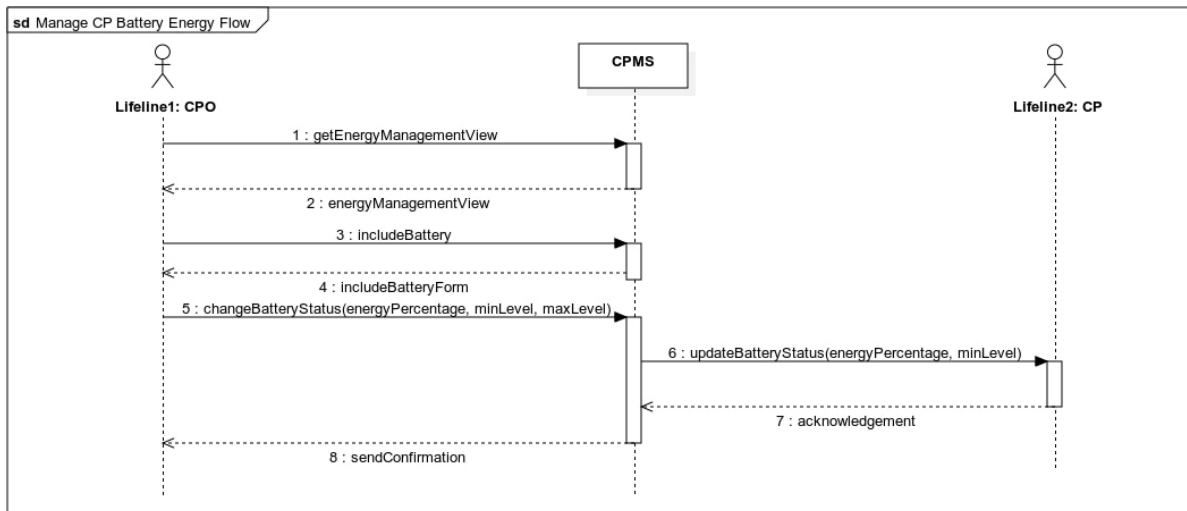 sd Manage CP Battery Energy Flow
CPMS
Lifeline1: CPO
Lifeline2: CP
1 : getEnergyManagementView
2 : energyManagementView
3 : includeBattery
4 : includeBatteryForm
5 : changeBatteryStatus(energyPercentage, minLevel, maxLevel)
6 : updateBatteryStatus(energyPercentage, minLevel)
7 : acknowledgement
8 : sendConfirmation